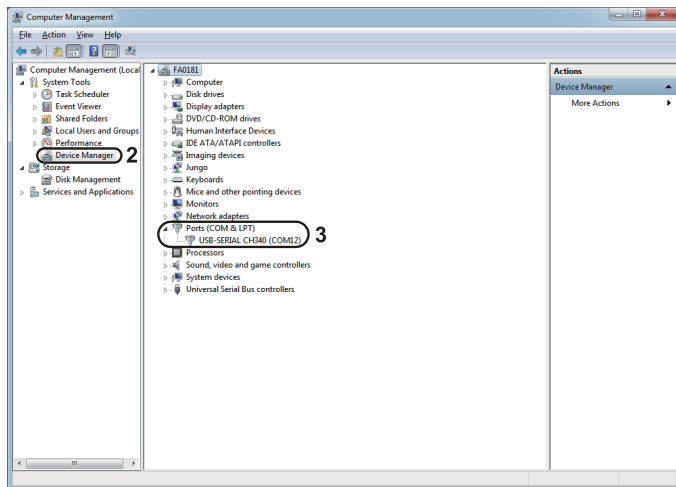 Computer Management
File Action View Help
Computer Management (Local
System Tools
Task Scheduler
Event Viewer
Shared Folders
Local Users and Groups
Performance
Device Manager 2
Storage
Disk Management
Services and Applications
FA0181
Computer
Disk drives
Display adapters
DVD/CD-ROM drives
Human Interface Devices
IDE ATA/ATAPI controllers
Imaging devices
Jungo
Keyboards
Mice and other pointing devices
Monitors
Network adapters
Ports (COM & LPT)
USB-SERIAL CH340 (COM12) 3
Processors
Sound, video and game controllers
System devices
Universal Serial Bus controllers
Actions
Device Manager
More Actions